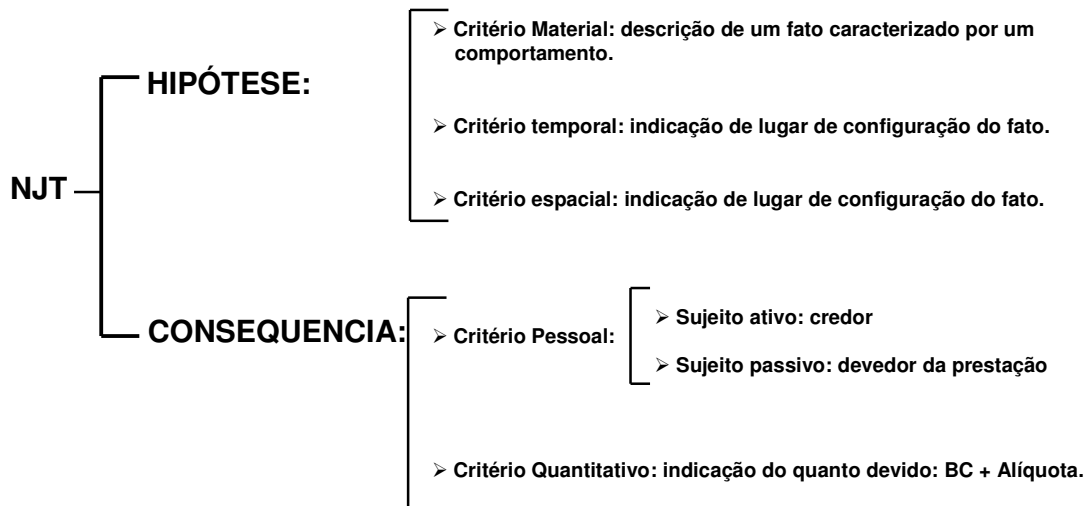 NJT
HIPÓTESE:
➢ Critério Material: descrição de um fato caracterizado por um
comportamento.
➢ Critério temporal: indicação de lugar de configuração do fato.
➢ Critério espacial: indicação de lugar de configuração do fato.
CONSEQUENCIA:
➢ Critério Pessoal:
➢ Sujeito ativo: credor
➢ Sujeito passivo: devedor da prestação
➢ Critério Quantitativo: indicação do quanto devido: BC + Alíquota.